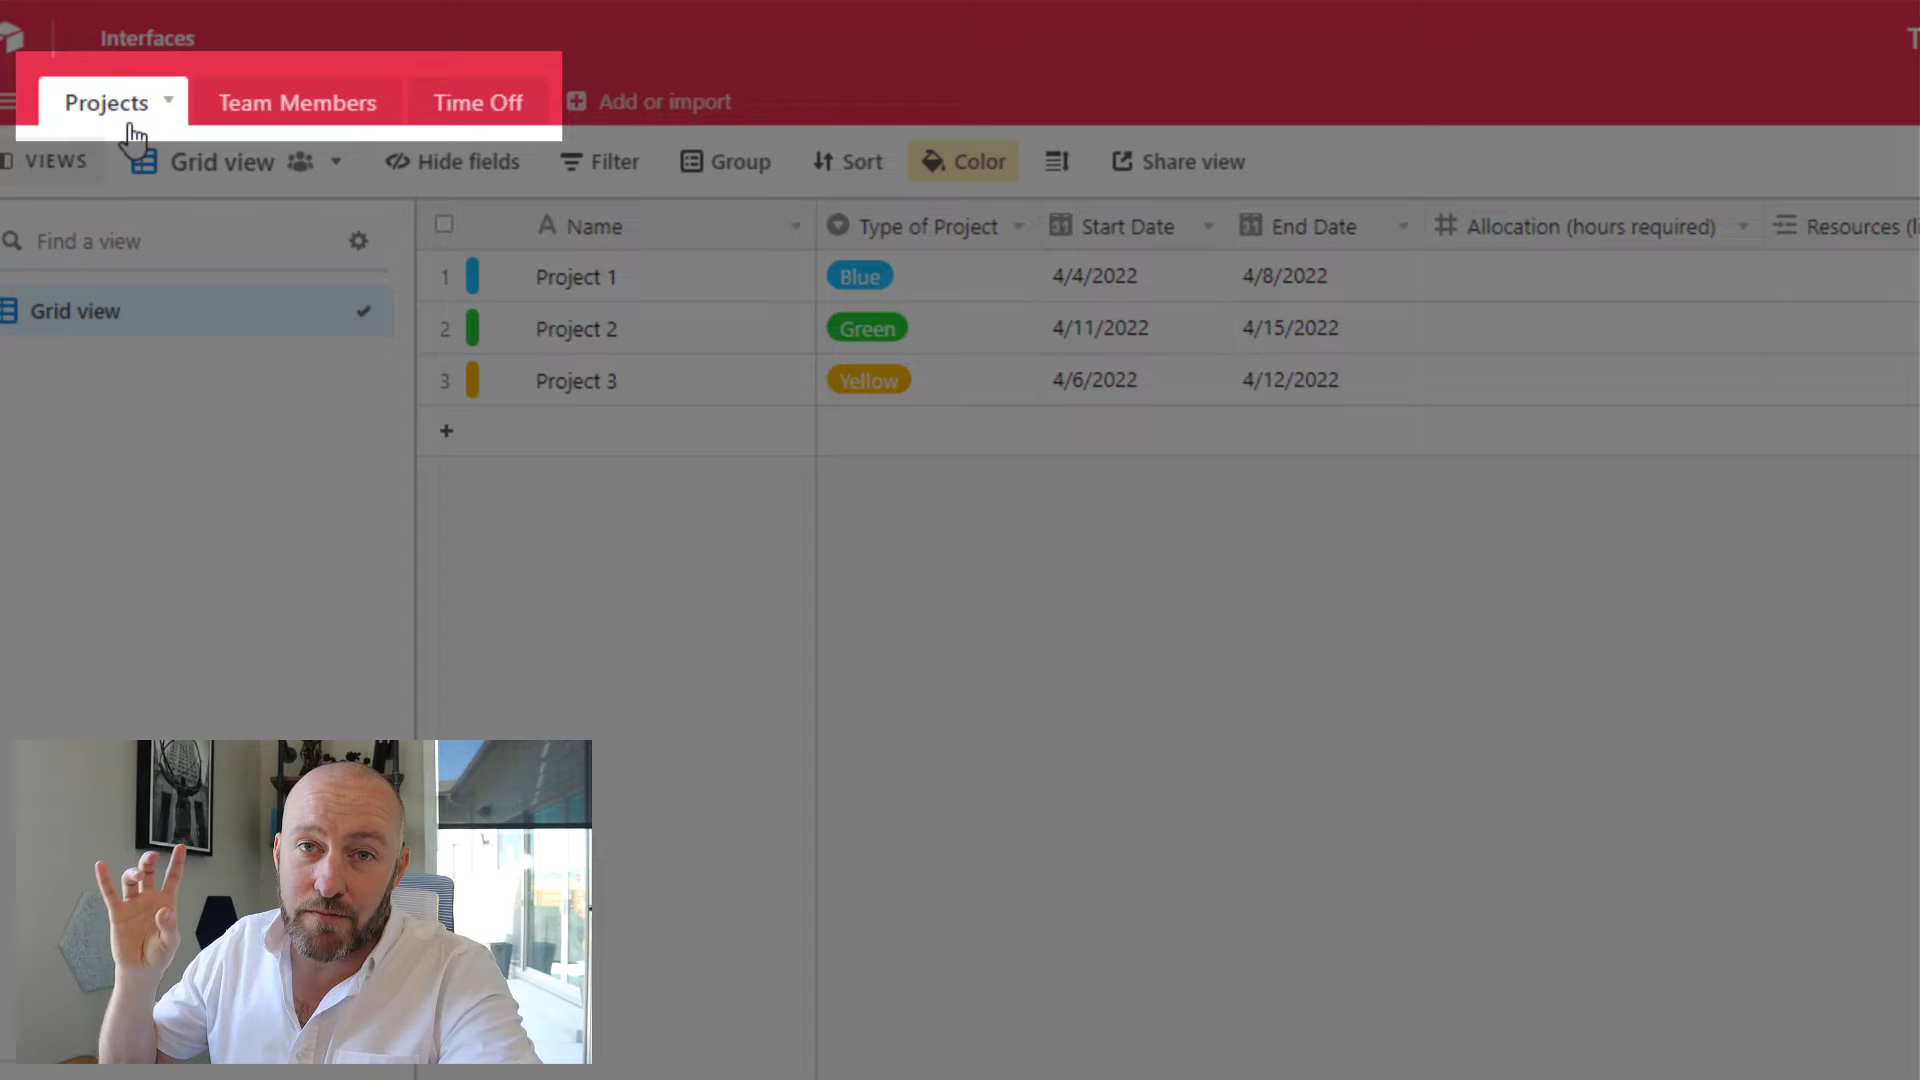 Interfaces
Projects
Team Members
Time Off
Add or import
VIEWS
Grid view
Hide fields
Filter
Group
Sort
Color
Share view
Find a view
Grid view
Name
Type of Project
Start Date
End Date
Allocation (hours required)
Resources (li
1 Project 1 Blue 4/4/2022 4/8/2022
2 Project 2 Green 4/11/2022 4/15/2022
3 Project 3 Yellow 4/6/2022 4/12/2022